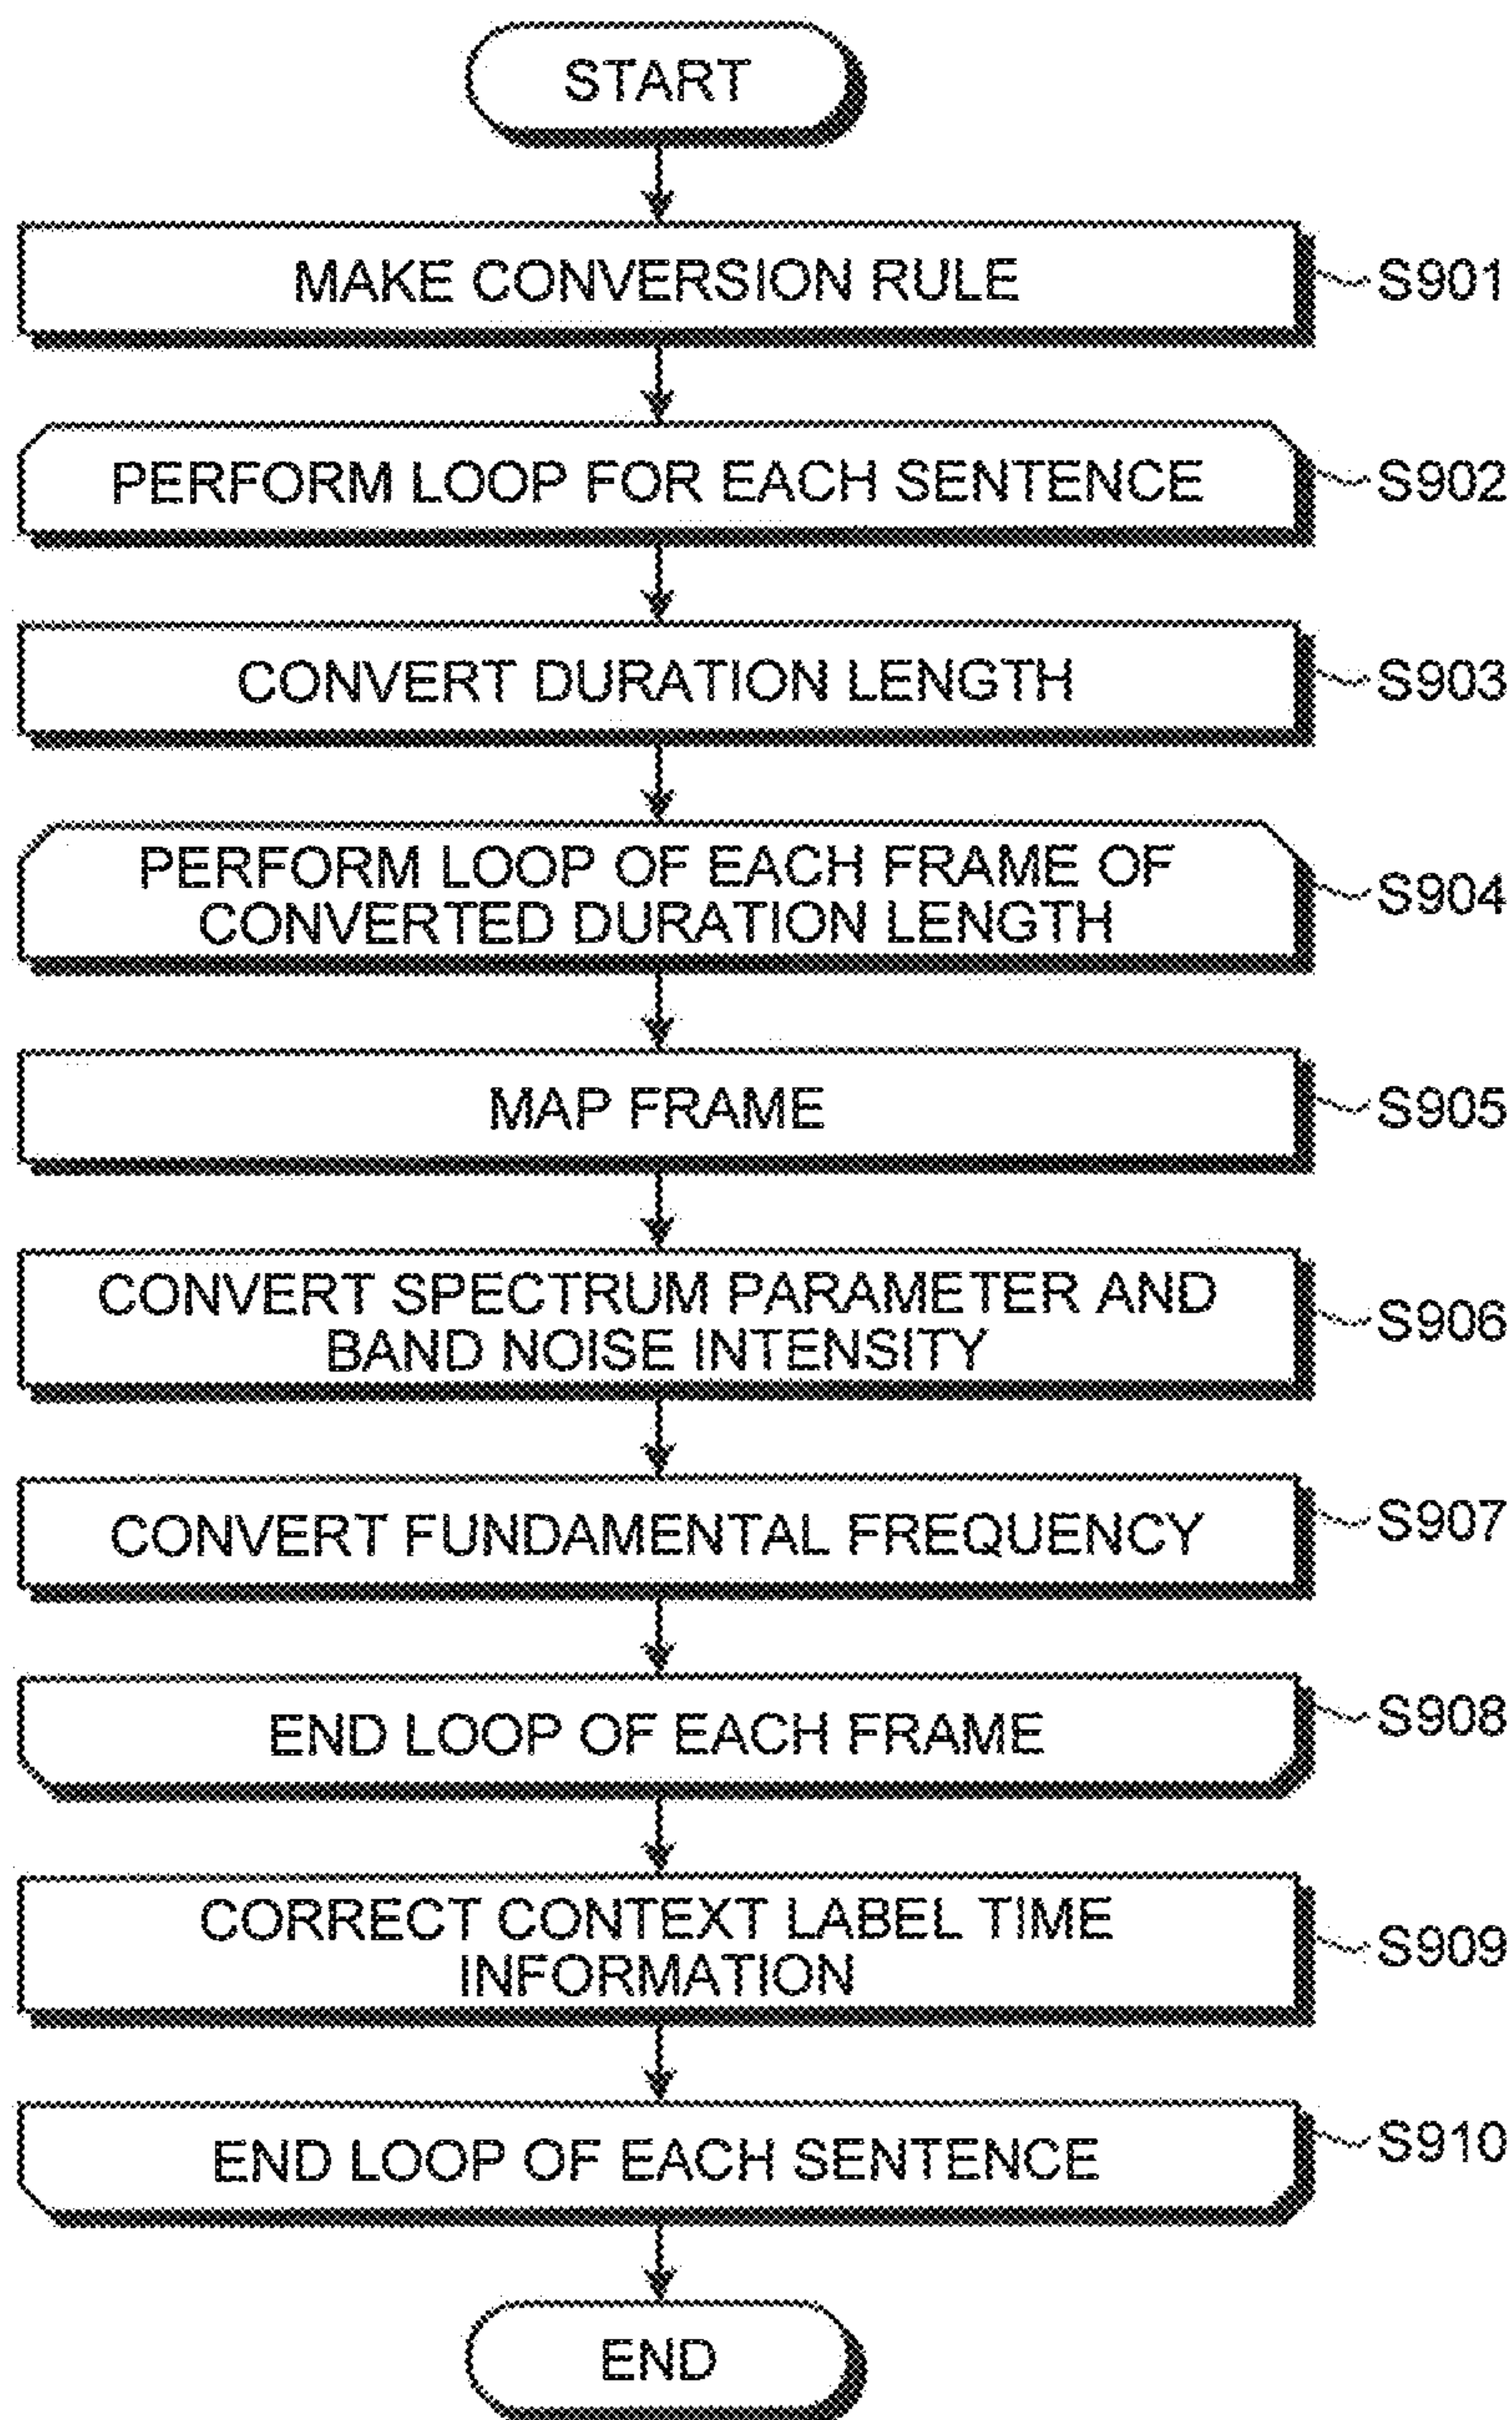 START
MAKE CONVERSION RULE
S901
PERFORM LOOP FOR EACH SENTENCE
S902
CONVERT DURATION LENGTH
S903
PERFORM LOOP OF EACH FRAME OF
CONVERTED DURATION LENGTH
S904
MAP FRAME
S905
CONVERT SPECTRUM PARAMETER AND
BAND NOISE INTENSITY
S906
CONVERT FUNDAMENTAL FREQUENCY
S907
END LOOP OF EACH FRAME
S908
CORRECT CONTEXT LABEL TIME
INFORMATION
S909
END LOOP OF EACH SENTENCE
S910
END